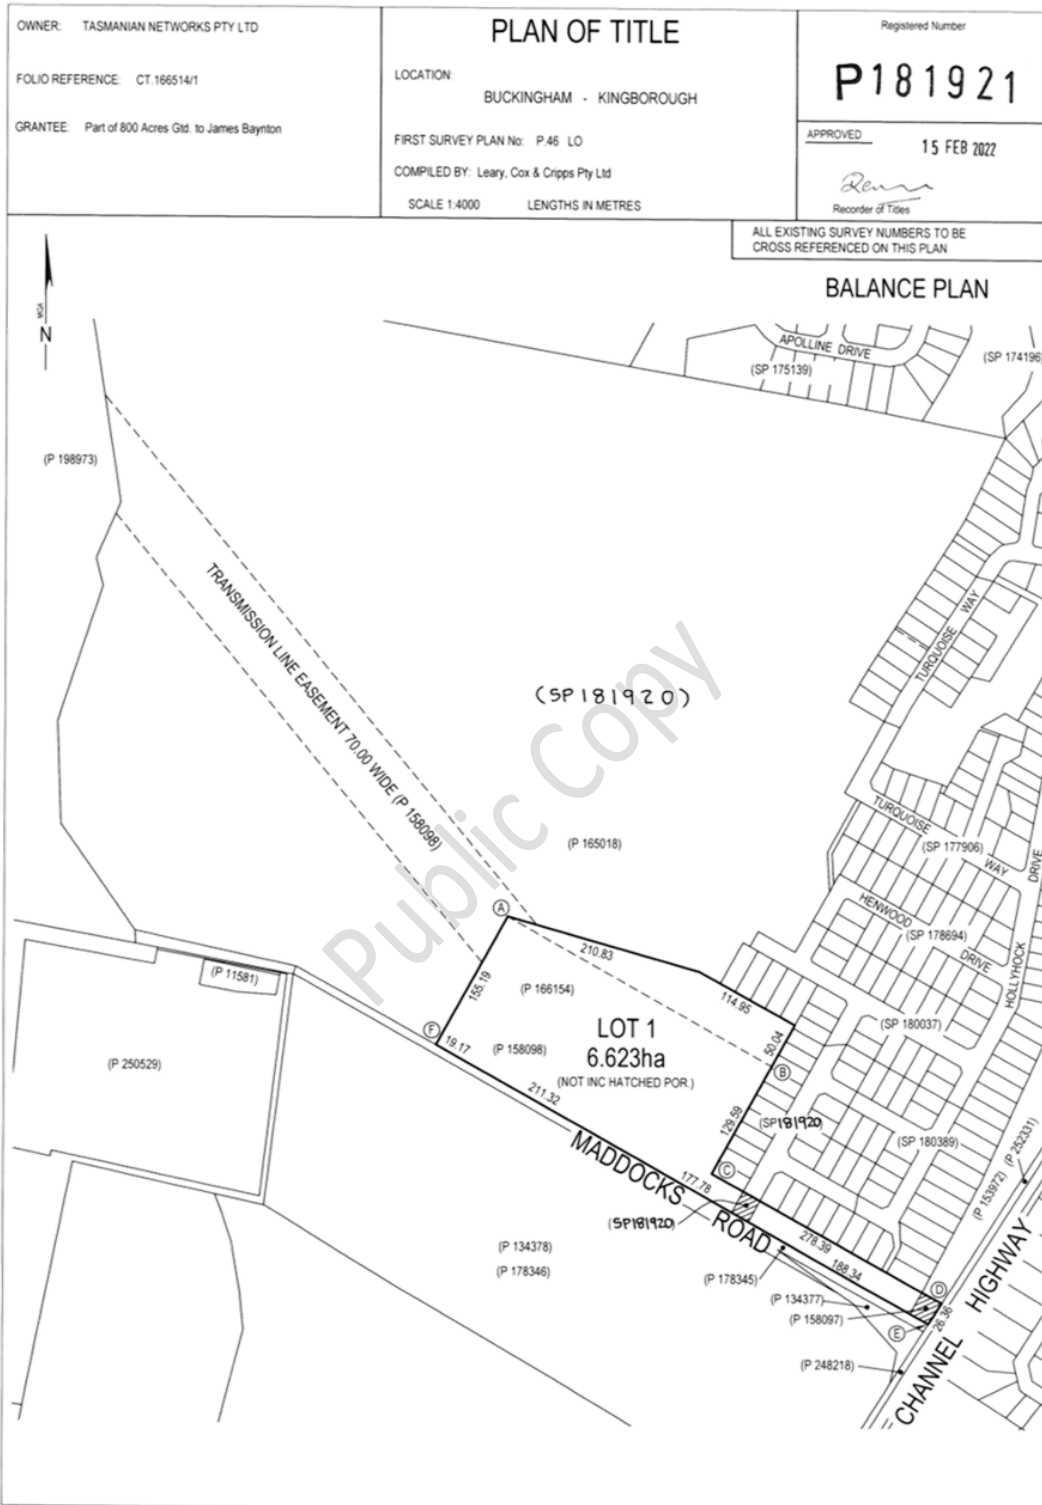 OWNER: TASMANIAN NETWORKS PTY LTD
FOLIO REFERENCE: CT.166514/1
GRANTEE: Part of 800 Acres Gtd. to James Baynton
PLAN OF TITLE
LOCATION:
BUCKINGHAM - KINGBOROUGH
FIRST SURVEY PLAN No: P.46 LO
COMPILED BY: Leary, Cox & Cripps Pty Ltd
SCALE 1:4000 LENGTHS IN METRES
Registered Number
P181921
APPROVED 15 FEB 2022
Recorder of Titles
ALL EXISTING SURVEY NUMBERS TO BE
CROSS REFERENCED ON THIS PLAN
BALANCE PLAN
MGA
N
APOLLINE DRIVE
(SP 175139)
(SP 174196)
(P 198973)
TRANSMISSION LINE EASEMENT 70.00 WIDE (P 158098)
TURQUOISE WAY
(SP181920)
Public Copy
(P 165018)
TURQUOISE WAY
(SP 177906)
DRIVE
HENWOOD DRIVE
(SP 178694)
HOLLYHOCK
A
210.83
(P 11581)
155.19
(P 166154)
114.95
LOT 1
6.623ha
(NOT INC HATCHED POR.)
(SP 180037)
F
19.17
(P 158098)
50.04
B
(P 250529)
211.32
129.59
(SP181920)
(SP 180389)
(P 252331)
(P 153972)
MADDOCKS ROAD
177.78
C
(SP181920)
278.39
188.34
(P 134378)
(P 178346)
(P 178345)
(P 134377)
(P 158097)
D
E
26.36
(P 248218)
CHANNEL HIGHWAY